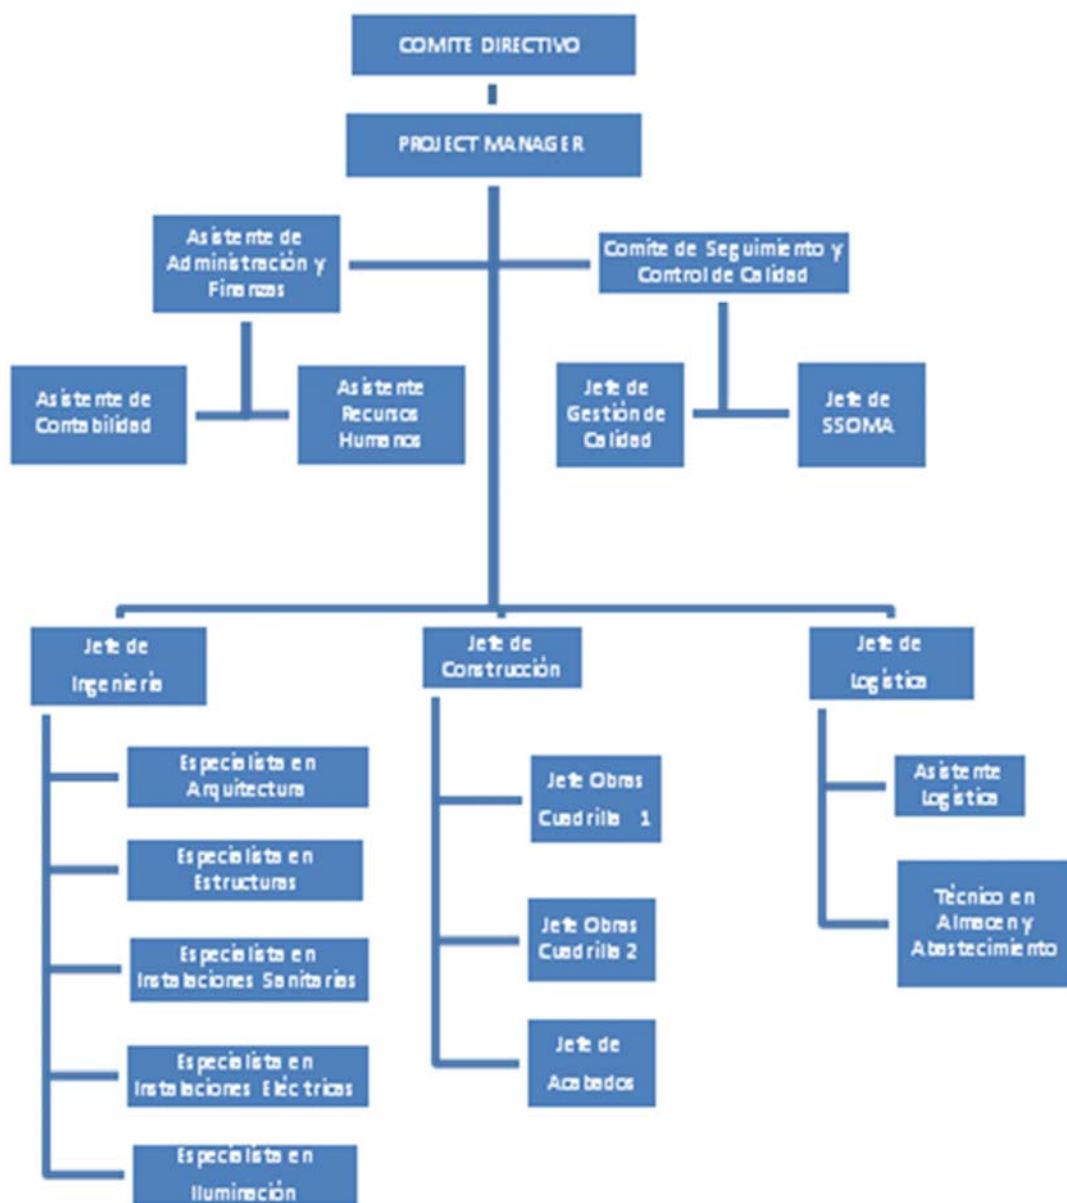 COMITE DIRECTIVO
PROJECT MANAGER
Asistente de
Administración y
Finanzas
Comite de Seguimiento y
Control de Calidad
Asistente de
Contabilidad
Asistente
Recursos
Humanos
Jefe de
Gestión de
Calidad
Jefe de
SSOMA
Jefe de
Ingeniería
Jefe de
Construcción
Jefe de
Logística
Especialista en
Arquitectura
Especialista en
Estructuras
Especialista en
Instalaciones Sanitarias
Especialista en
Instalaciones Eléctricas
Especialista en
Iluminación
Jefe Obras
Cuadrilla 1
Jefe Obras
Cuadrilla 2
Jefe de
Acabados
Asistente
Logística
Técnico en
Almacen y
Abastecimiento